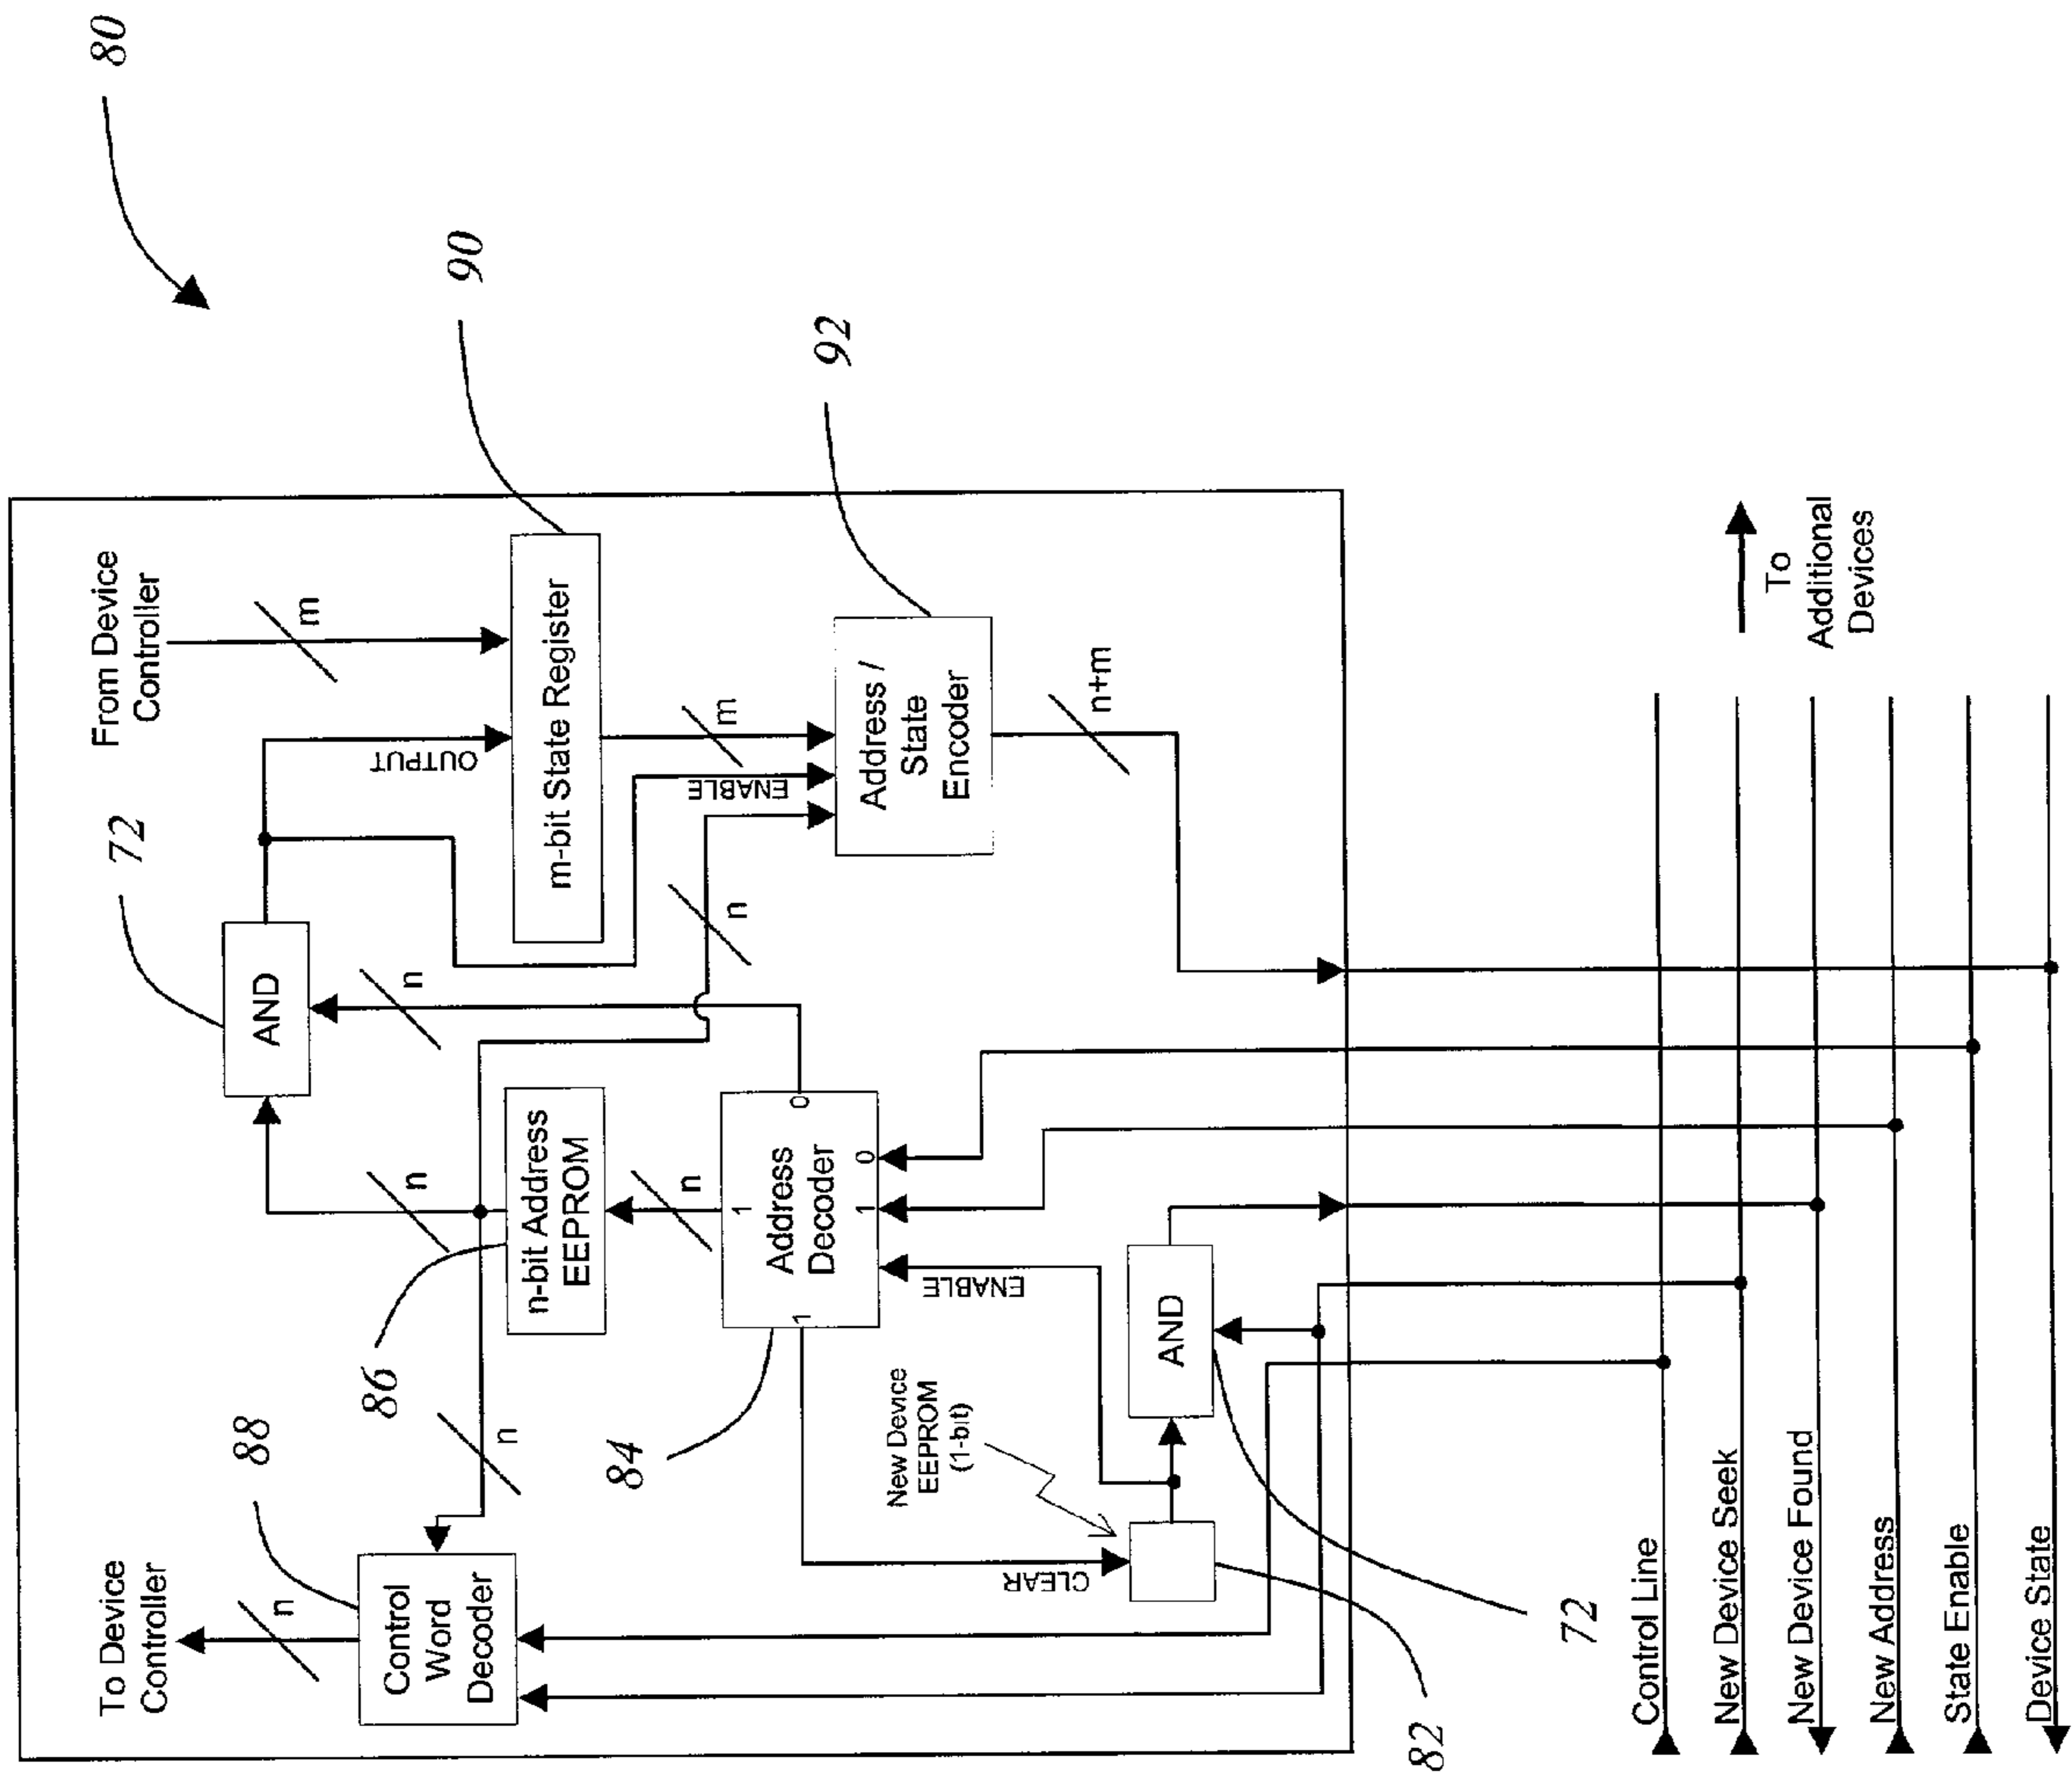 80
To Device
Controller
n
88
Control
Word
Decoder
n
86
n
n-bit Address
EEPROM
n
72
AND
n
From Device
Controller
m
OUTPUT
m-bit State Register
90
n
ENABLE
m
Address /
State
Encoder
92
n+m
84
1
1
0
Address
Decoder
1
0
ENABLE
CLEAR
New Device
EEPROM
(1-bit)
AND
82
72
Control Line
New Device Seek
New Device Found
New Address
State Enable
Device State
To
Additional
Devices